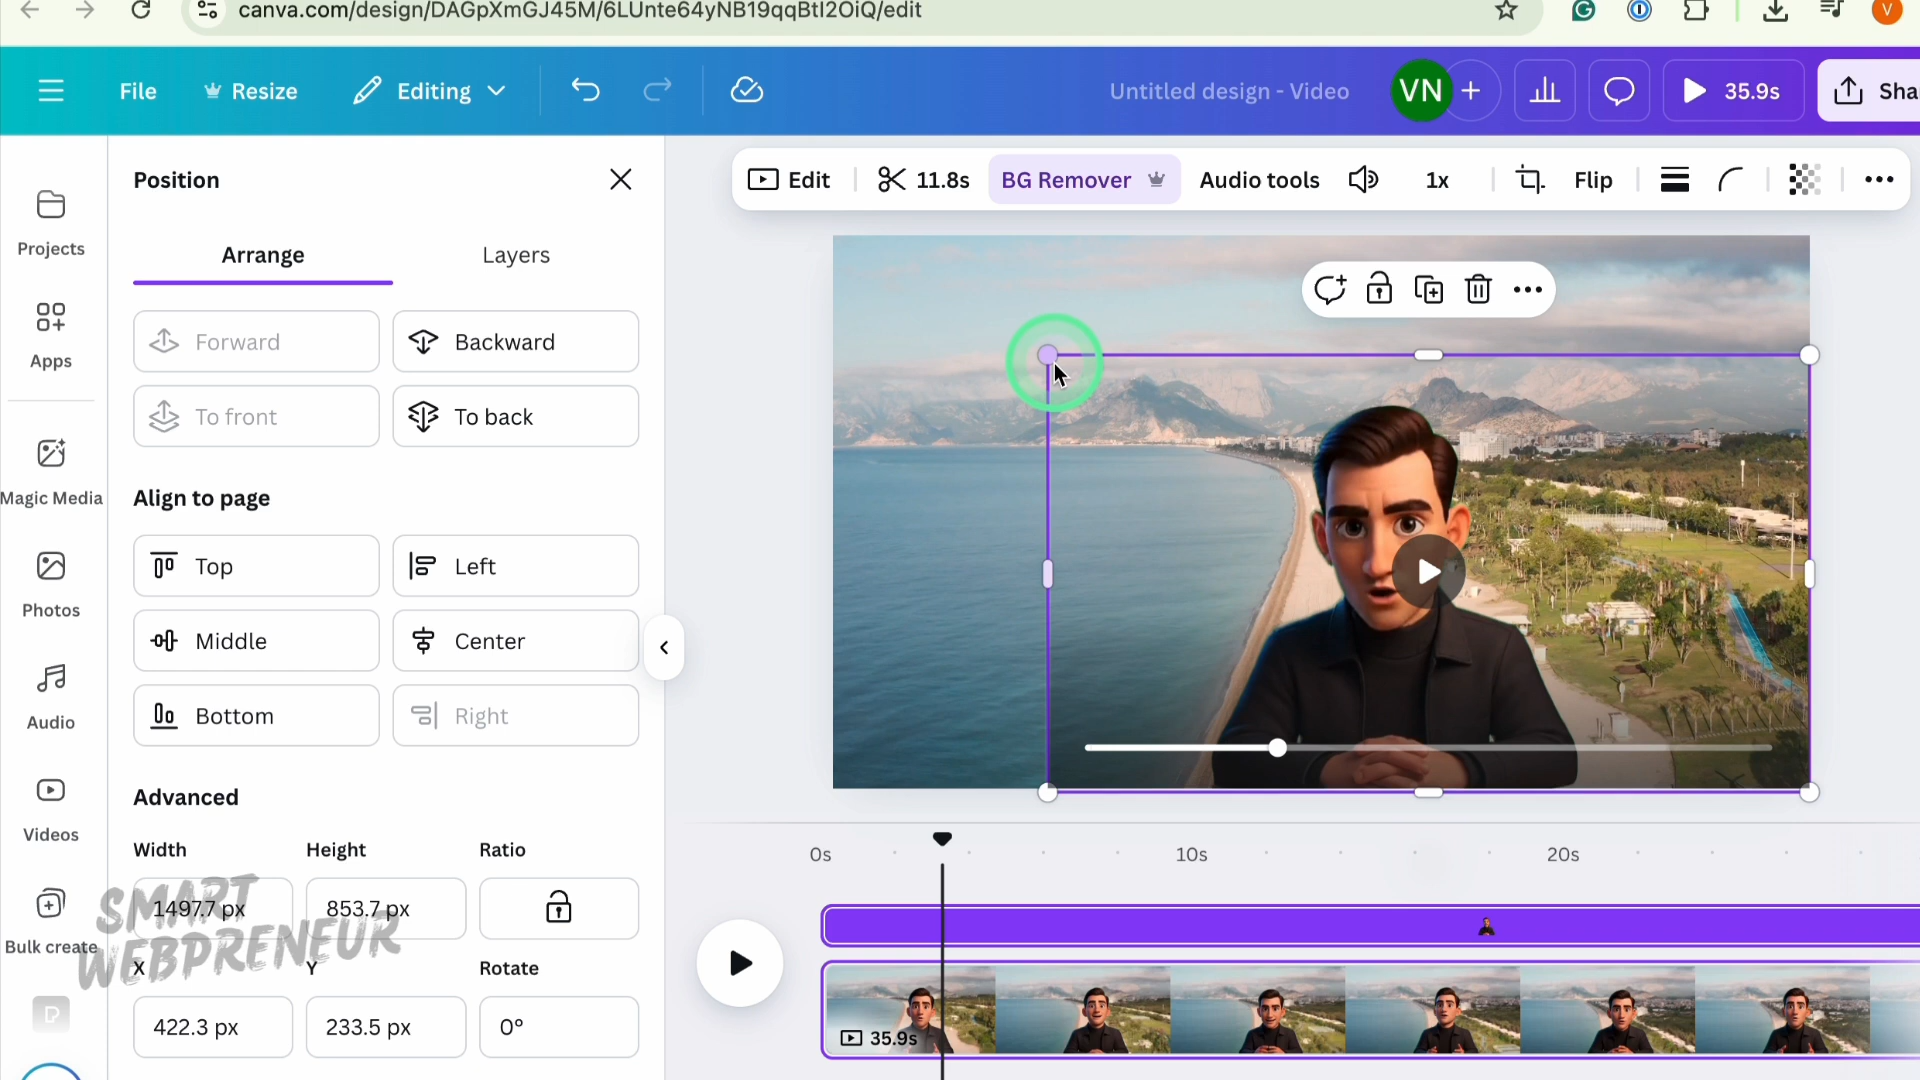 canva.com/design/DAGpXmGJ45M/6LUnte64yNB19qqBtI2OiQ/edit
V
File
Resize
Editing
Untitled design - Video
VN
+
35.9s
Sha
Projects
Apps
Magic Media
Photos
Audio
Videos
Bulk create
Position
Arrange
Layers
Forward
Backward
To front
To back
Align to page
Top
Left
Middle
Center
Bottom
Right
Advanced
Width
Height
Ratio
1497.7 px
853.7 px
X
Y
Rotate
422.3 px
233.5 px
0°
SMART
WEBPRENEUR
Edit
11.8s
BG Remover
Audio tools
1x
Flip
0s
10s
20s
35.9s